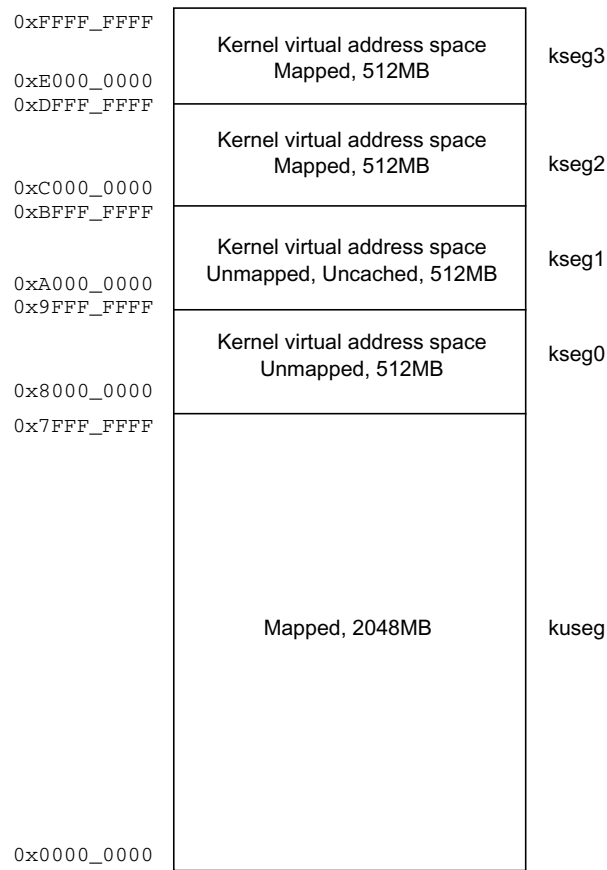 0xFFFF_FFFF
Kernel virtual address space
Mapped, 512MB
kseg3
0xE000_0000
0xDFFF_FFFF
Kernel virtual address space
Mapped, 512MB
kseg2
0xC000_0000
0xBFFF_FFFF
Kernel virtual address space
Unmapped, Uncached, 512MB
kseg1
0xA000_0000
0x9FFF_FFFF
Kernel virtual address space
Unmapped, 512MB
kseg0
0x8000_0000
0x7FFF_FFFF
Mapped, 2048MB
kuseg
0x0000_0000